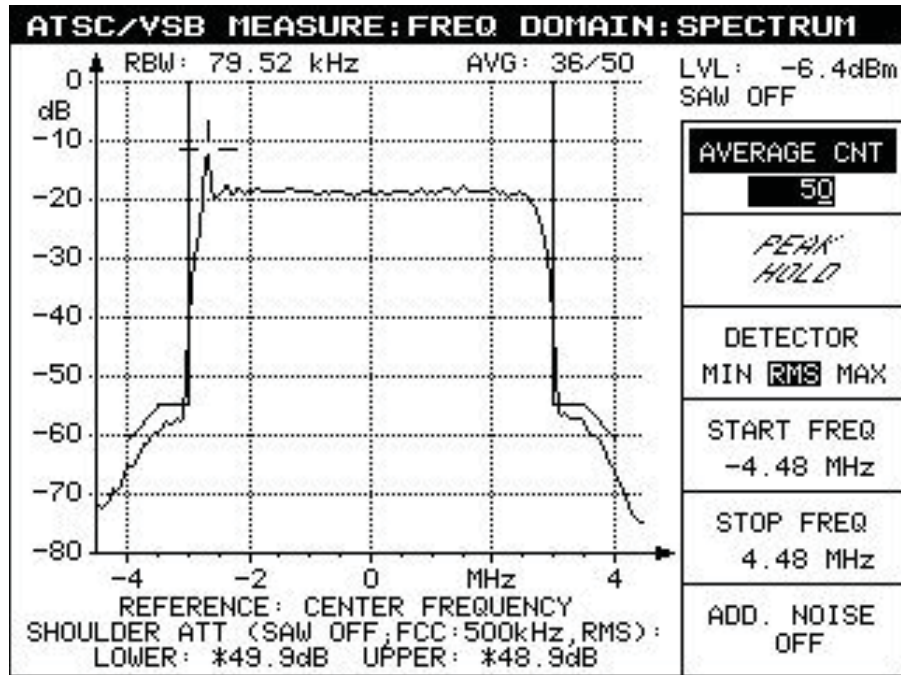 ATSC/VSB MEASURE:FREQ DOMAIN:SPECTRUM
RBW: 79.52 kHz AVG: 36/50
LVL: -6.4dBm
SAW OFF
0
dB
-10
-20
-30
-40
-50
-60
-70
-80
-4 -2 0 MHz 4
REFERENCE: CENTER FREQUENCY
SHOULDER ATT (SAW OFF;FCC:500kHz,RMS):
LOWER: *49.9dB UPPER: *48.9dB
AVERAGE CNT
50
PEAK
HOLD
DETECTOR
MIN RMS MAX
START FREQ
-4.48 MHz
STOP FREQ
4.48 MHz
ADD. NOISE
OFF